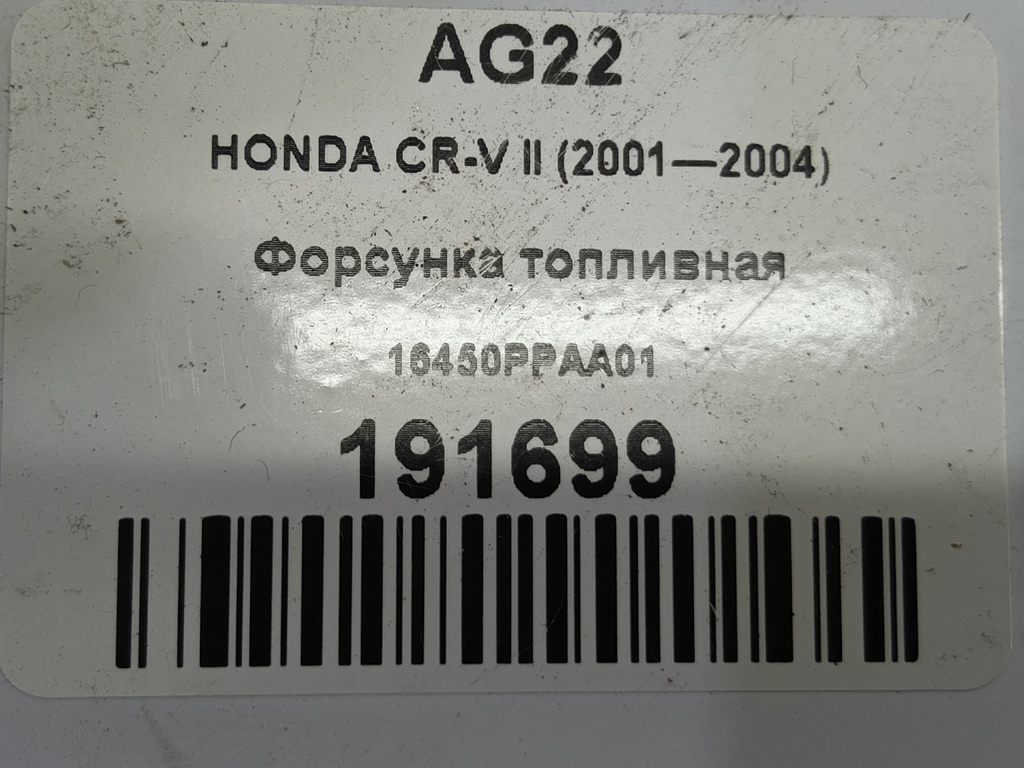 AG22
HONDA CR-V II (2001—2004)
Форсунка топливная
16450PPAA01
191699